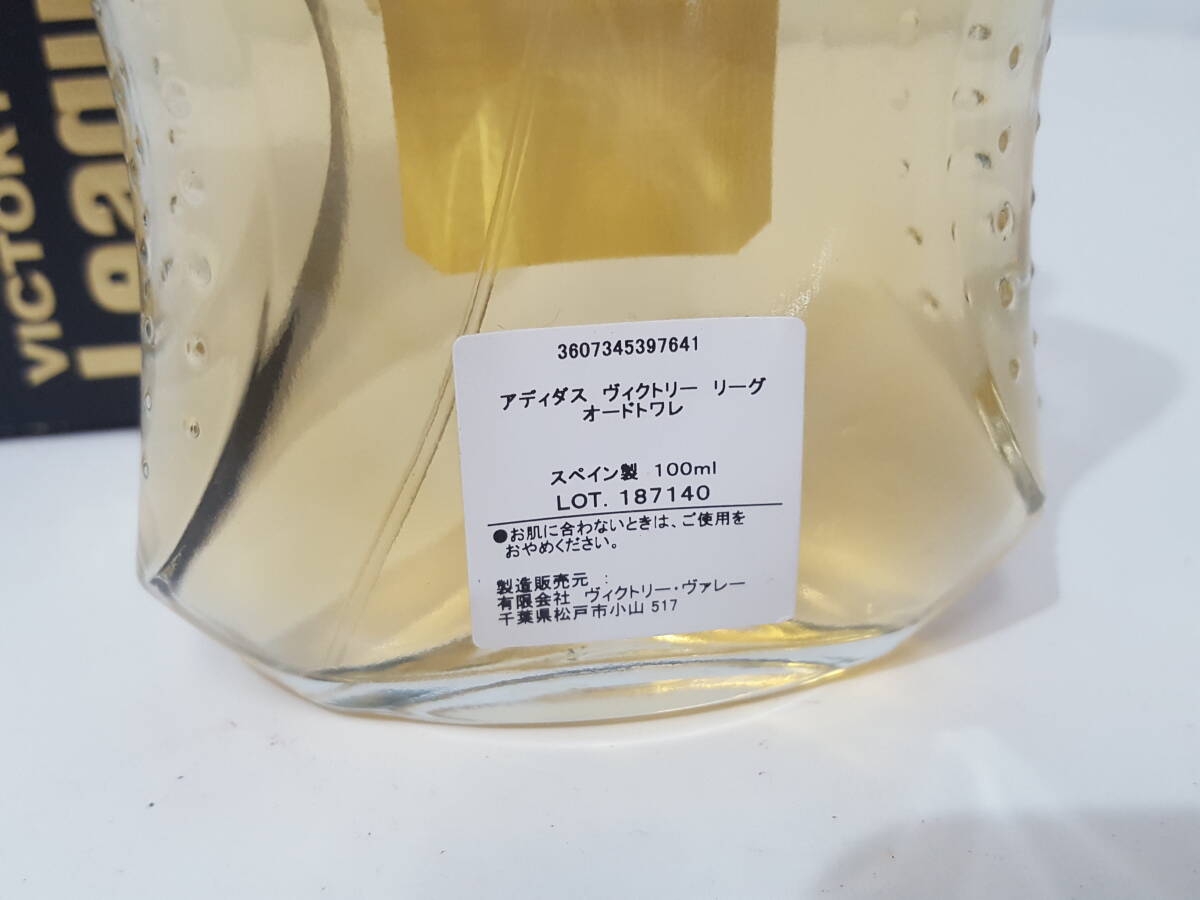 VICTORY
League
3607345397641
アディダス ヴィクトリー リーグ
オードトワレ
スペイン製 100ml
LOT. 187140
●お肌に合わないときは、ご使用を
おやめください。
製造販売元 :
有限会社 ヴィクトリー・ヴァレー
千葉県松戸市小山 517